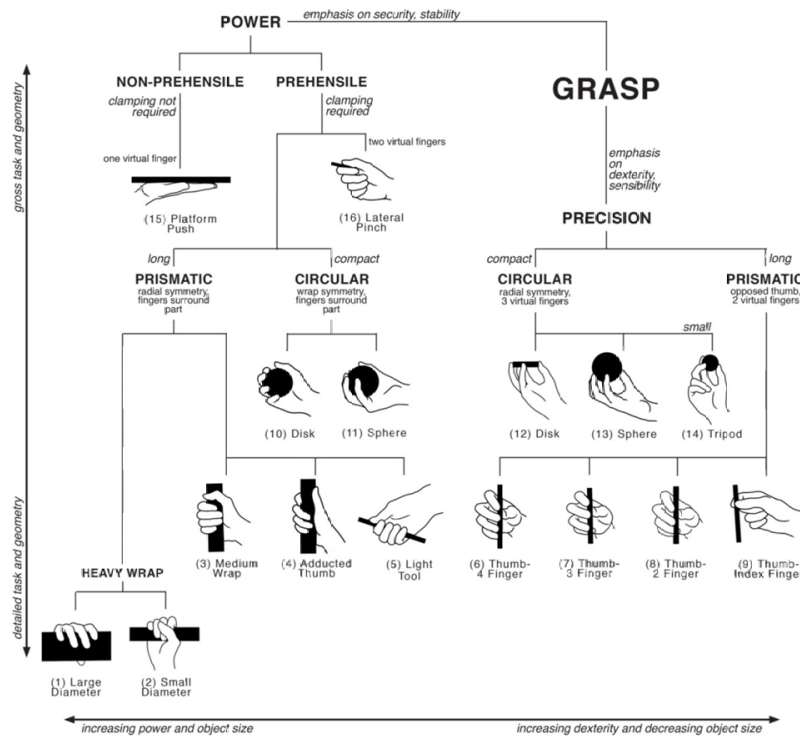 POWER
emphasis on security, stability
GRASP
NON-PREHENSILE
clamping not
required
PREHENSILE
clamping
required
one virtual finger
two virtual fingers
(15) Platform
Push
(16) Lateral
Pinch
emphasis
on
dexterity,
sensibility
PRECISION
long
compact
PRISMATIC
radial symmetry,
fingers surround
part
CIRCULAR
wrap symmetry,
fingers surround
part
compact
long
CIRCULAR
radial symmetry,
3 virtual fingers
PRISMATIC
opposed thumb,
2 virtual fingers
small
(10) Disk
(11) Sphere
(12) Disk
(13) Sphere
(14) Tripod
(3) Medium
Wrap
(4) Adducted
Thumb
(5) Light
Tool
(6) Thumb-
4 Finger
(7) Thumb-
3 Finger
(8) Thumb-
2 Finger
(9) Thumb-
Index Finger
HEAVY WRAP
(1) Large
Diameter
(2) Small
Diameter
gross task and geometry
detailed task and geometry
increasing power and object size
increasing dexterity and decreasing object size